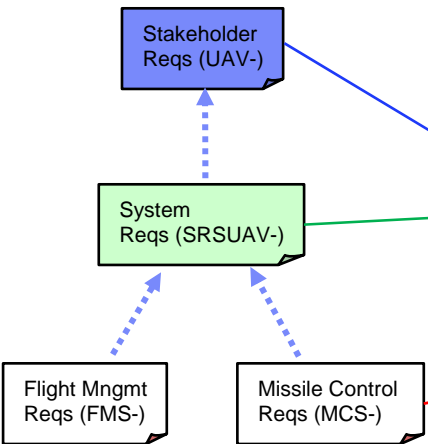 Stakeholder
Reqs (UAV-)
System
Reqs (SRSUAV-)
Flight Mngmt
Reqs (FMS-)
Missile Control
Reqs (MCS-)